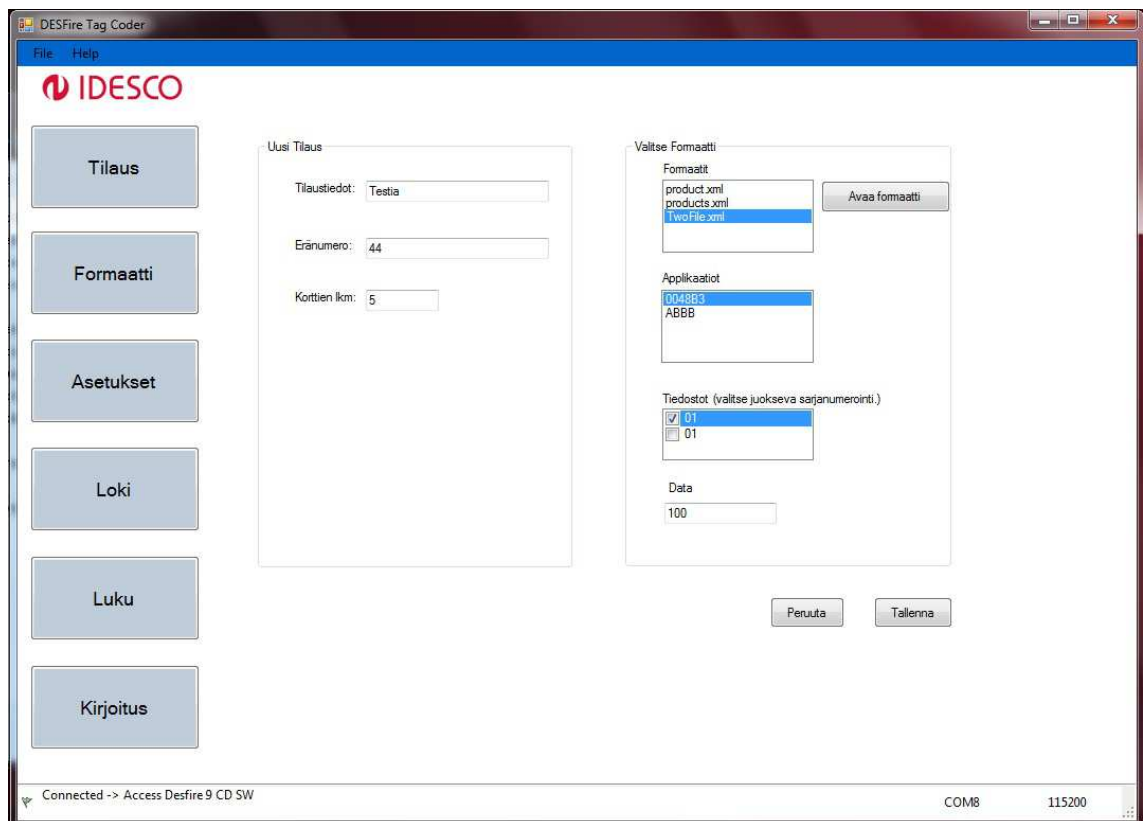 DESFire Tag Coder
File Help
IDESCO
Tilaus
Formaatti
Asetukset
Loki
Luku
Kirjoitus
Uusi Tilaus
Tilaustiedot: Testia
Eränumero: 44
Korttien lkm: 5
Valitse Formaatti
Formaatit
product.xml
products.xml
TwoFile.xml
Avaa formaatti
Applikaatiot
0048B3
ABBB
Tiedostot (valitse juokseva sarjanumerointi.)
01
01
Data
100
Peruuta Tallenna
Connected -> Access Desfire 9 CD SW COM8 115200